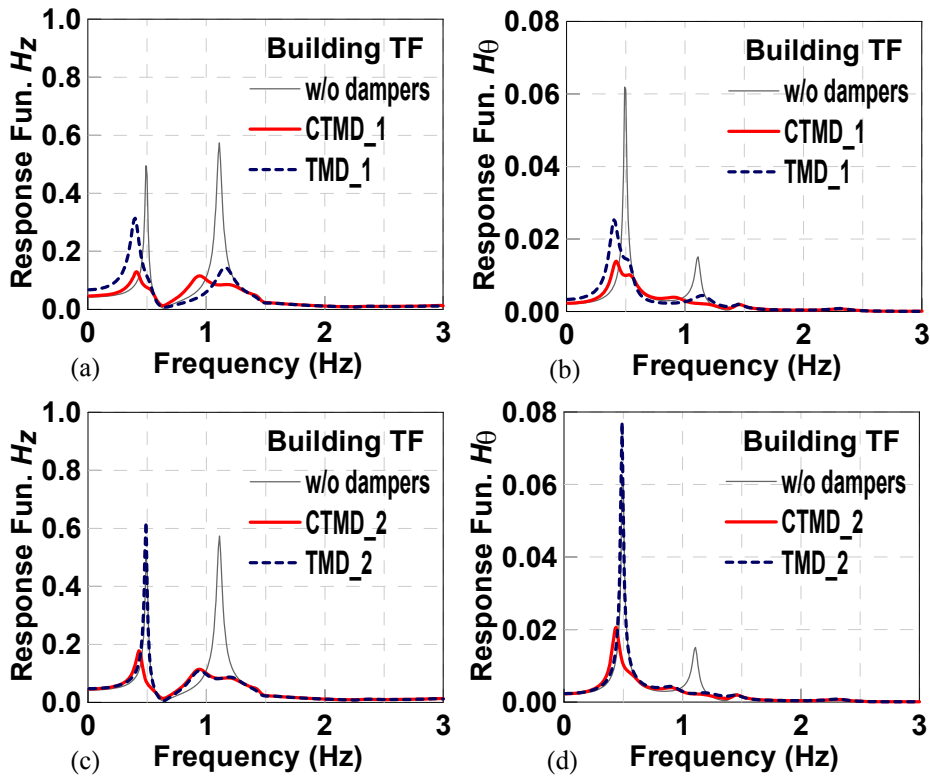 Response Fun. Hz
1.0
0.8
0.6
0.4
0.2
0.0
Building TF
w/o dampers
CTMD_1
TMD_1
0 1 2 3
Frequency (Hz)
(a)
Response Fun. Hθ
0.08
0.06
0.04
0.02
0.00
Building TF
w/o dampers
CTMD_1
TMD_1
0 1 2 3
Frequency (Hz)
(b)
Response Fun. Hz
1.0
0.8
0.6
0.4
0.2
0.0
Building TF
w/o dampers
CTMD_2
TMD_2
0 1 2 3
Frequency (Hz)
(c)
Response Fun. Hθ
0.08
0.06
0.04
0.02
0.00
Building TF
w/o dampers
CTMD_2
TMD_2
0 1 2 3
Frequency (Hz)
(d)